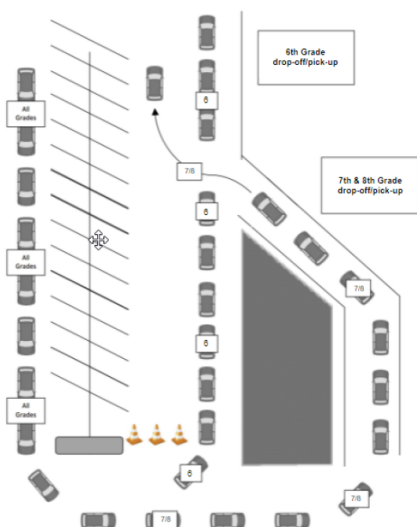 6th Grade
drop-off/pick-up
All
Grades
6
7/8
7th & 8th Grade
drop-off/pick-up
6
All
Grades
7/8
6
All
Grades
6
7/8
7/8